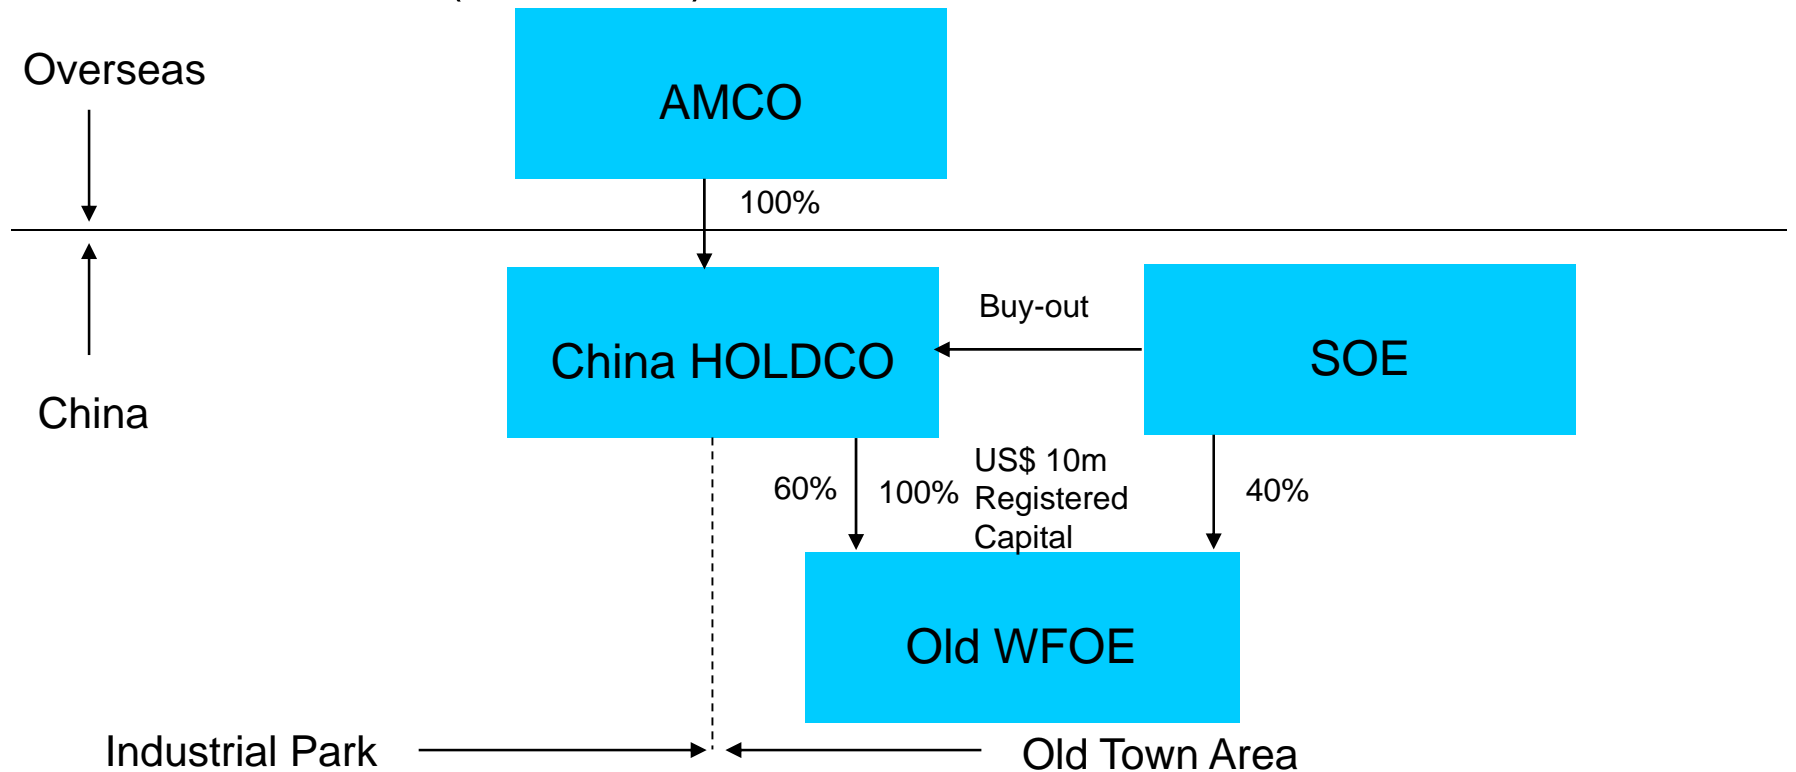 Overseas
AMCO
100%
Buy-out
China HOLDCO
SOE
China
60%
100%
US$ 10m
Registered
Capital
40%
Old WFOE
Industrial Park
Old Town Area